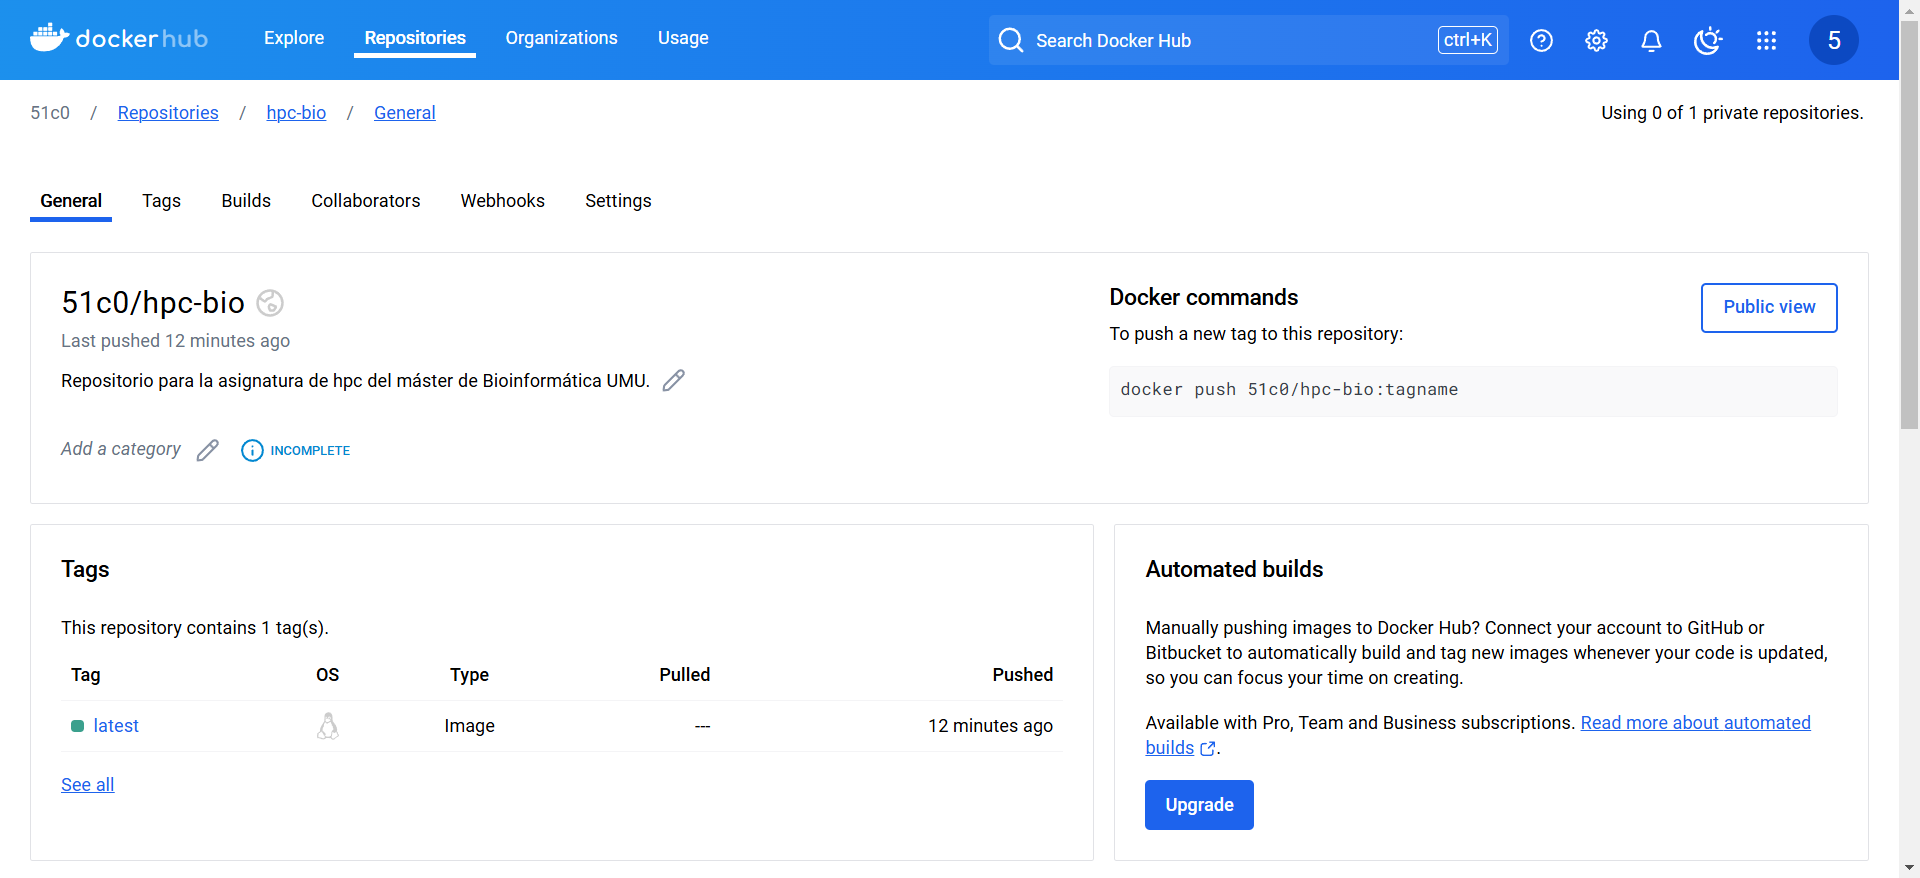 docker hub
Explore
Repositories
Organizations
Usage
Search Docker Hub
ctrl+K
5
51c0 / Repositories / hpc-bio / General
Using 0 of 1 private repositories.
General
Tags
Builds
Collaborators
Webhooks
Settings
51c0/hpc-bio
Last pushed 12 minutes ago
Repositorio para la asignatura de hpc del máster de Bioinformática UMU.
Add a category
INCOMPLETE
Docker commands
To push a new tag to this repository:
Public view
docker push 51c0/hpc-bio:tagname
Tags
This repository contains 1 tag(s).
Tag OS Type Pulled Pushed
latest Image --- 12 minutes ago
See all
Automated builds
Manually pushing images to Docker Hub? Connect your account to GitHub or
Bitbucket to automatically build and tag new images whenever your code is updated,
so you can focus your time on creating.
Available with Pro, Team and Business subscriptions. Read more about automated
builds.
Upgrade